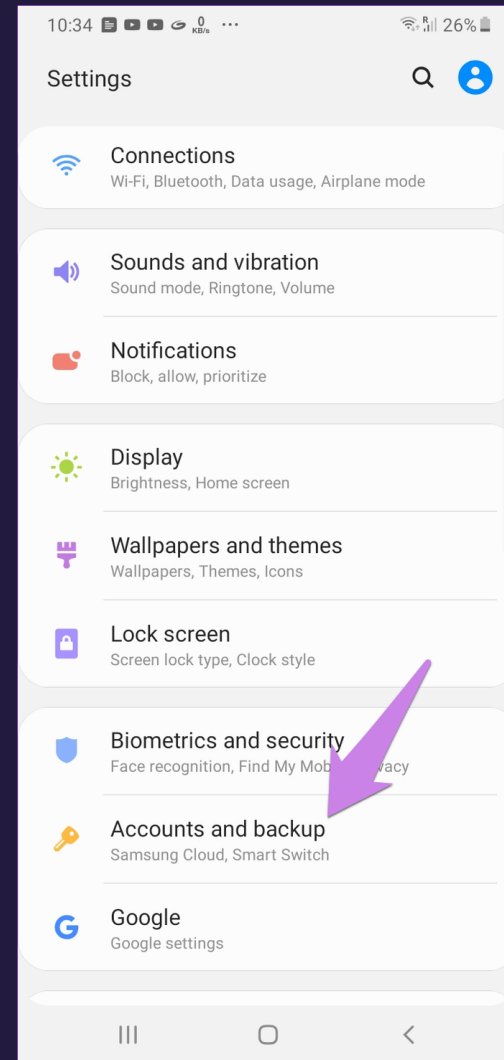 10:34 0 KB/s ... R 26%
Settings
Connections
Wi-Fi, Bluetooth, Data usage, Airplane mode
Sounds and vibration
Sound mode, Ringtone, Volume
Notifications
Block, allow, prioritize
Display
Brightness, Home screen
Wallpapers and themes
Wallpapers, Themes, Icons
Lock screen
Screen lock type, Clock style
Biometrics and security
Face recognition, Find My
Accounts and backup
Samsung Cloud, Smart Switch
Google
Google settings